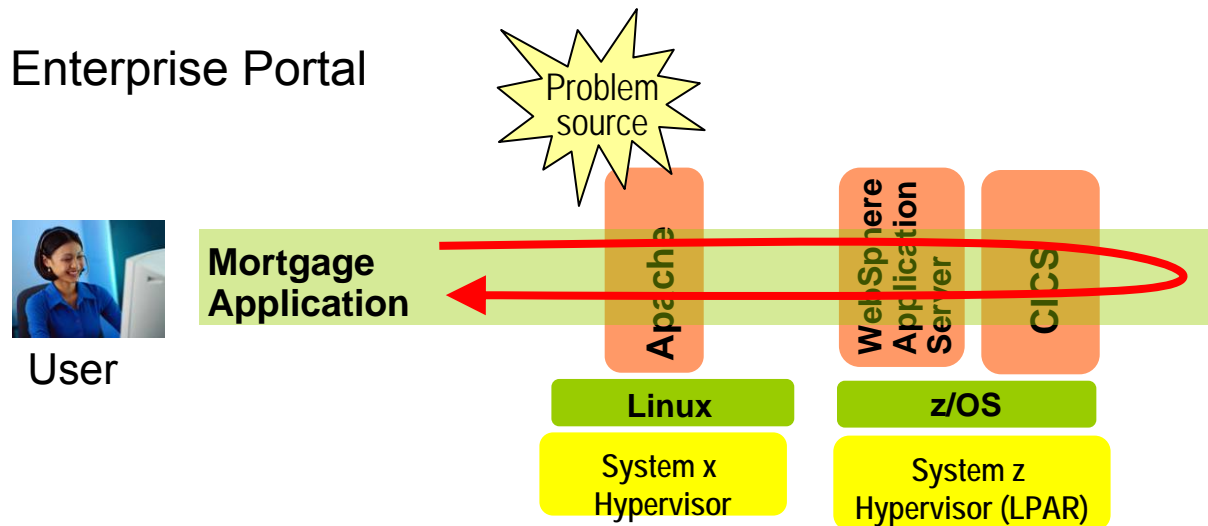 Enterprise Portal
Problem
source
User
Mortgage
Application
Apache
WebSphere
Application
Server
CICS
Linux
z/OS
System x
Hypervisor
System z
Hypervisor (LPAR)